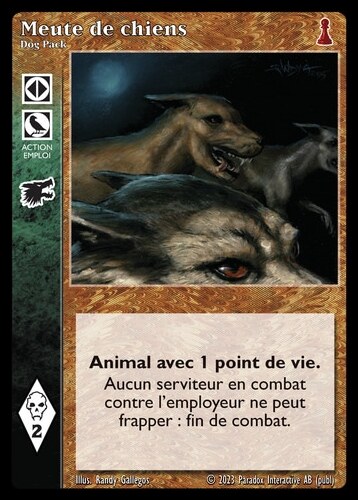 Meute de chiens
Dog Pack
ACTION
EMPLOI
Animal avec 1 point de vie.
Aucun serviteur en combat
contre l'employeur ne peut
frapper : fin de combat.
2
Illus. Randy Gallegos
© 2023 Paradox Interactive AB (publ)